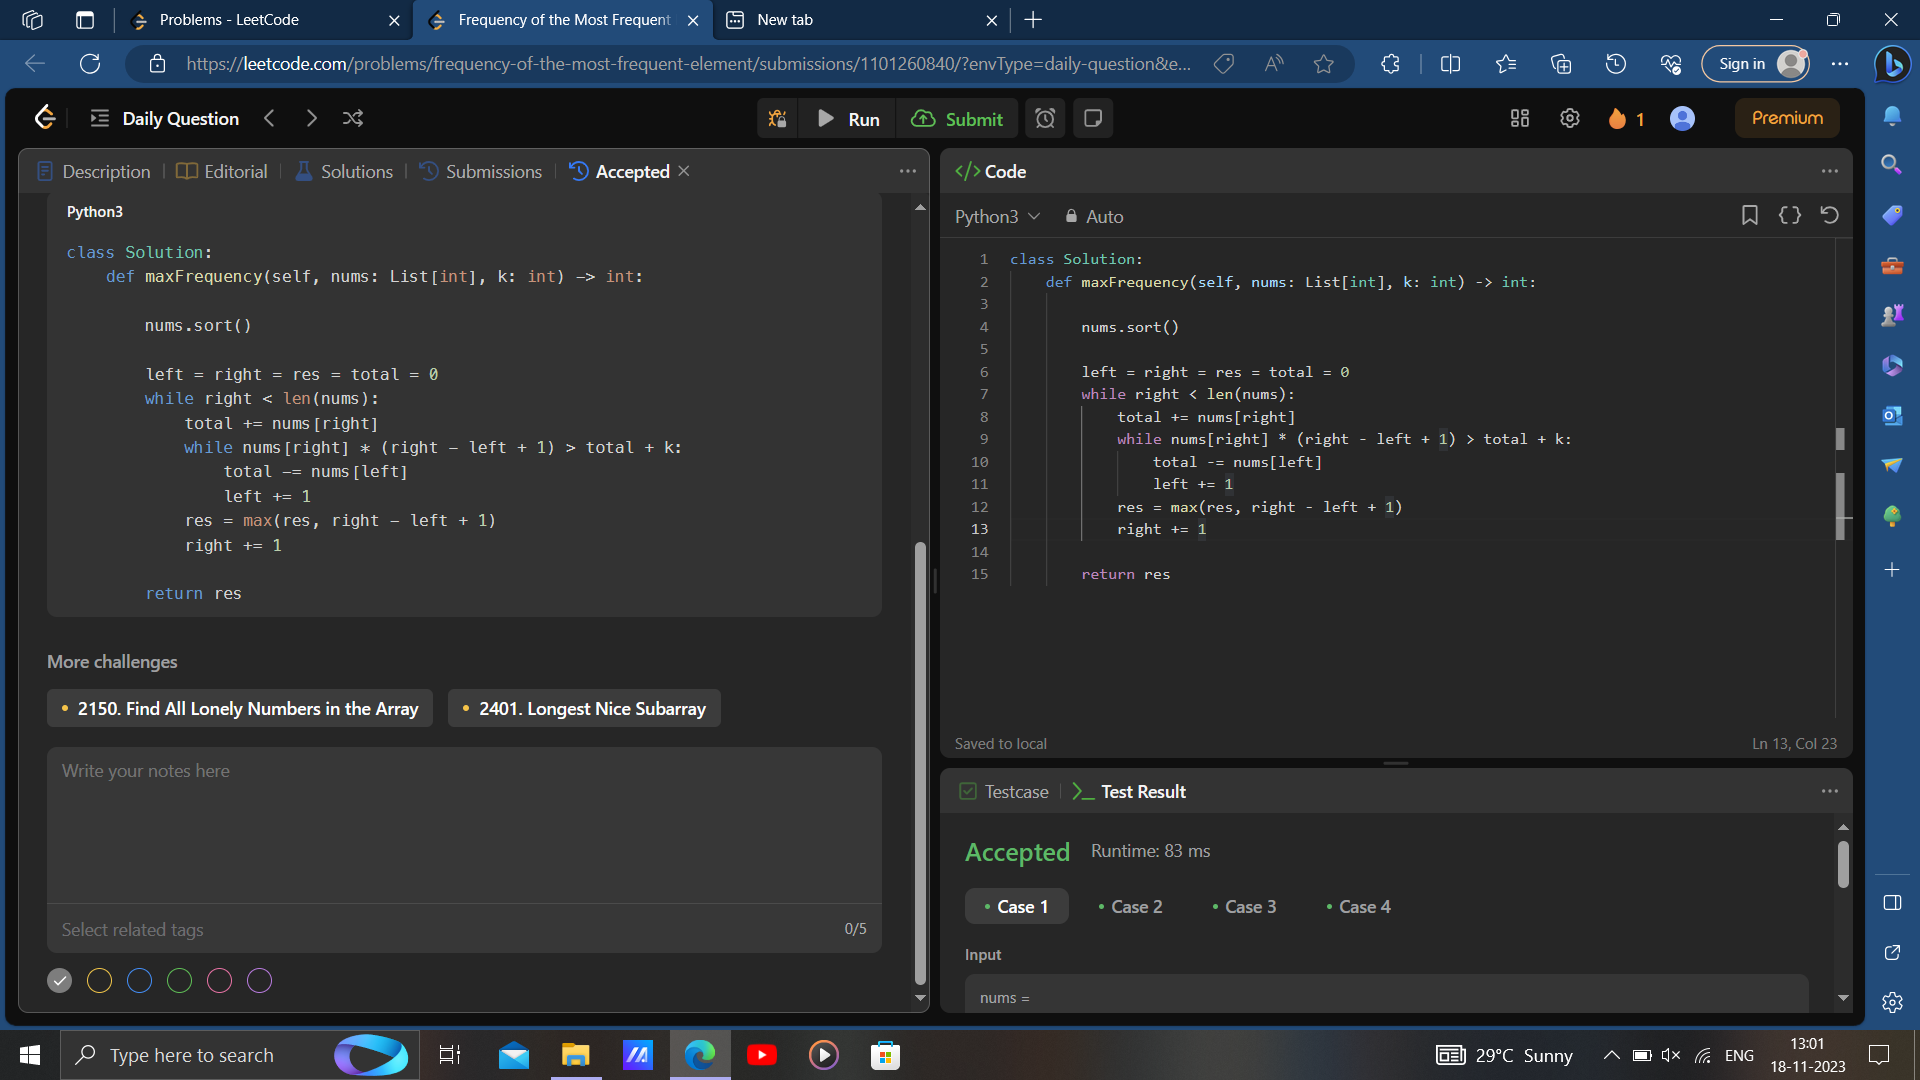 Problems - LeetCode
Frequency of the Most Frequent
New tab
https://leetcode.com/problems/frequency-of-the-most-frequent-element/submissions/1101260840/?envType=daily-question&e...
Sign in
Daily Question
Run
Submit
1
Premium
Description
Editorial
Solutions
Submissions
Accepted
Python3
class Solution:
def maxFrequency(self, nums: List[int], k: int) -> int:
nums.sort()
left = right = res = total = 0
while right < len(nums):
total += nums[right]
while nums[right] * (right - left + 1) > total + k:
total -= nums[left]
left += 1
res = max(res, right - left + 1)
right += 1
return res
More challenges
• 2150. Find All Lonely Numbers in the Array
• 2401. Longest Nice Subarray
Write your notes here
Select related tags
0/5
</> Code
Python3
Auto
1 class Solution:
2 def maxFrequency(self, nums: List[int], k: int) -> int:
3
4 nums.sort()
5
6 left = right = res = total = 0
7 while right < len(nums):
8 total += nums[right]
9 while nums[right] * (right - left + 1) > total + k:
10 total -= nums[left]
11 left += 1
12 res = max(res, right - left + 1)
13 right += 1
14
15 return res
Saved to local
Ln 13, Col 23
Testcase
>_ Test Result
Accepted
Runtime: 83 ms
• Case 1
• Case 2
• Case 3
• Case 4
Input
nums =
Type here to search
29°C Sunny
ENG
13:01
18-11-2023